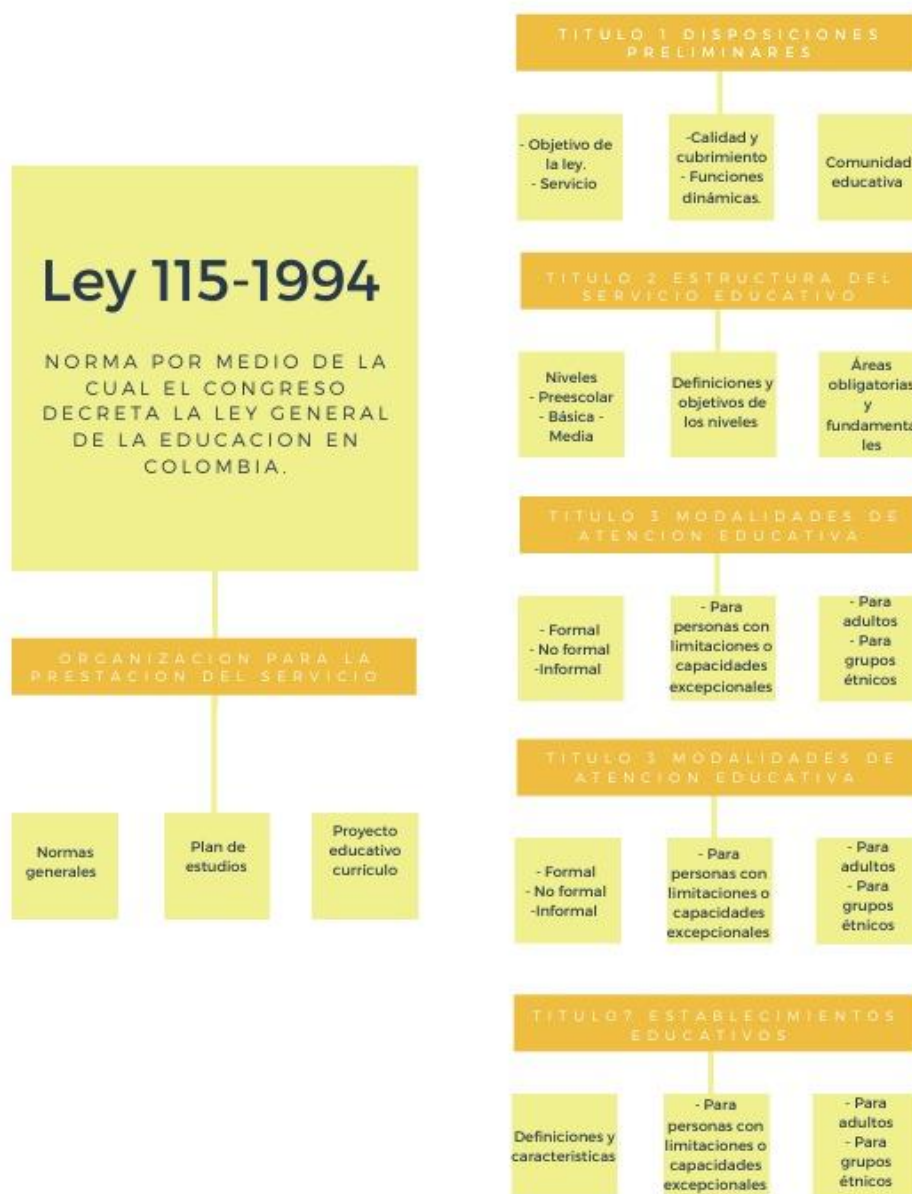 Ley 115-1994
NORMA POR MEDIO DE LA
CUAL EL CONGRESO
DECRETA LA LEY GENERAL
DE LA EDUCACION EN
COLOMBIA.
ORGANIZACION PARA LA
PRESTACION DEL SERVICIO
Normas
generales
Plan de
estudios
Proyecto
educativo
currículo
TITULO 1 DISPOSICIONES
PRELIMINARES
- Objetivo de
la ley.
- Servicio
-Calidad y
cubrimiento
- Funciones
dinámicas.
Comunidad
educativa
TITULO 2 ESTRUCTURA DEL
SERVICIO EDUCATIVO
Niveles
- Preescolar
- Básica -
Media
Definiciones y
objetivos de
los niveles
Áreas
obligatorias
y
fundamenta
les
TITULO 3 MODALIDADES DE
ATENCION EDUCATIVA
- Formal
- No formal
-Informal
- Para
personas con
limitaciones o
capacidades
excepcionales
- Para
adultos
- Para
grupos
étnicos
TITULO 3 MODALIDADES DE
ATENCION EDUCATIVA
- Formal
- No formal
-Informal
- Para
personas con
limitaciones o
capacidades
excepcionales
- Para
adultos
- Para
grupos
étnicos
TITULO7 ESTABLECIMIENTOS
EDUCATIVOS
Definiciones y
características
- Para
personas con
limitaciones o
capacidades
excepcionales
- Para
adultos
- Para
grupos
étnicos